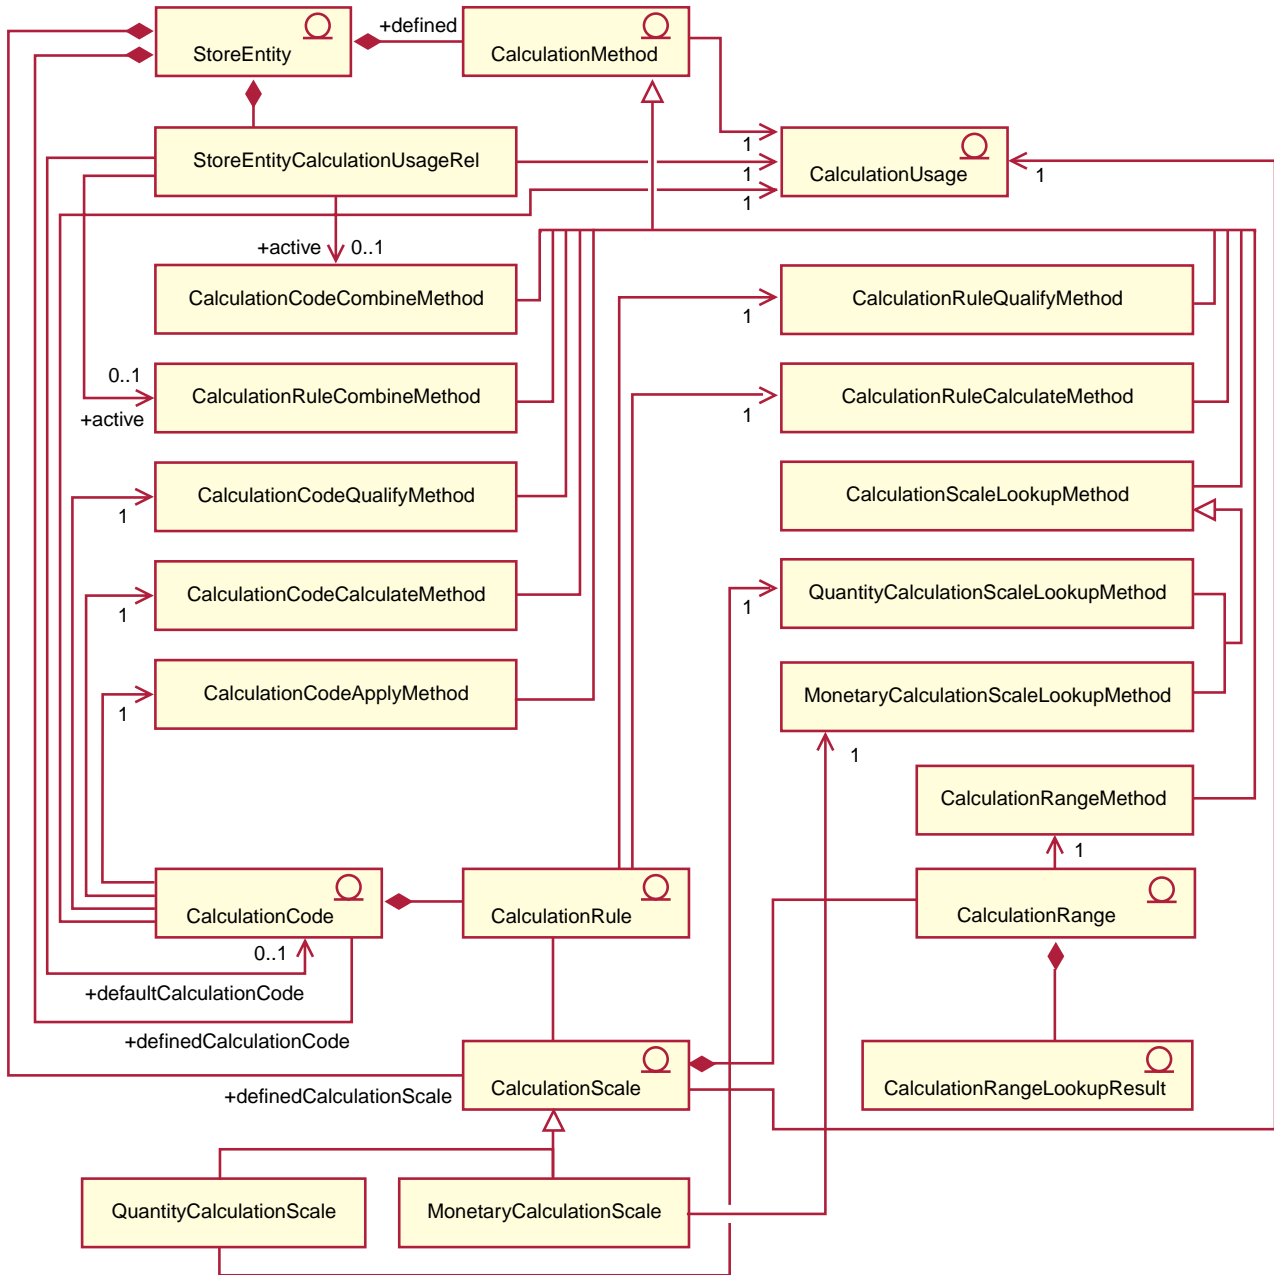 +defined
StoreEntity
CalculationMethod
1
StoreEntityCalculationUsageRel
1
CalculationUsage
1
1
+active
0..1
CalculationCodeCombineMethod
CalculationRuleQualifyMethod
1
0..1
CalculationRuleCombineMethod
CalculationRuleCalculateMethod
+active
1
CalculationCodeQualifyMethod
CalculationScaleLookupMethod
1
CalculationCodeCalculateMethod
QuantityCalculationScaleLookupMethod
1
1
CalculationCodeApplyMethod
MonetaryCalculationScaleLookupMethod
1
1
CalculationRangeMethod
1
CalculationCode
CalculationRule
CalculationRange
0..1
+defaultCalculationCode
+definedCalculationCode
CalculationScale
CalculationRangeLookupResult
+definedCalculationScale
QuantityCalculationScale
MonetaryCalculationScale